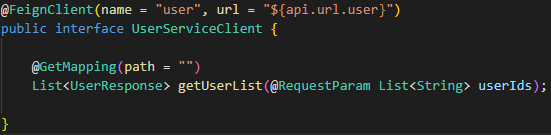 @FeignClient(name = "user", url = "${api.url.user}")
public interface UserServiceClient {
@GetMapping(path = "")
List<UserResponse> getUserList(@RequestParam List<String> userIds);
}